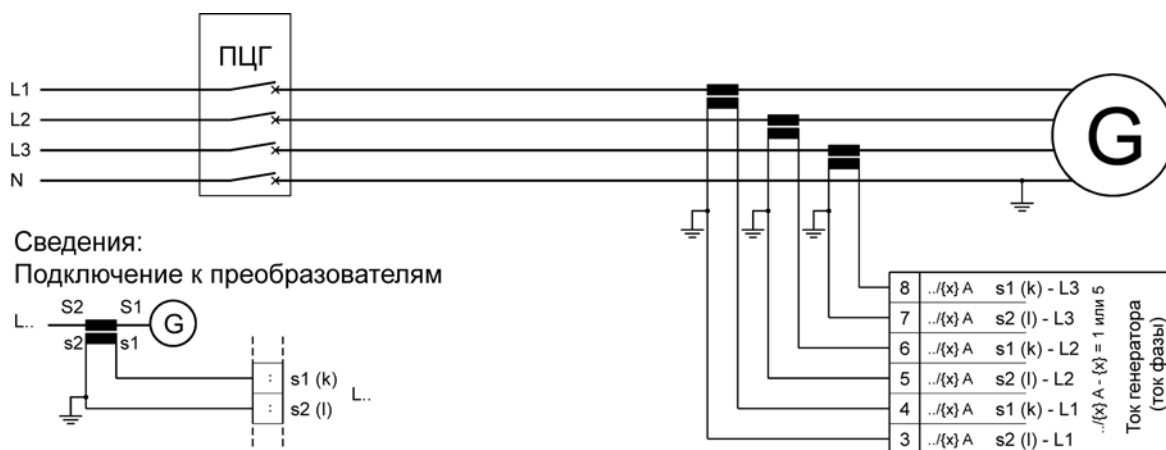 ПЦГ
L1
L2
L3
N
G
Сведения:
Подключение к преобразователям
S2 S1
L.. G
s2 s1
: s1 (k)
L..
: s2 (l)
8 ../{x} A s1 (k) - L3
7 ../{x} A s2 (l) - L3
6 ../{x} A s1 (k) - L2
5 ../{x} A s2 (l) - L2
4 ../{x} A s1 (k) - L1
3 ../{x} A s2 (l) - L1
../{x} A - {x} = 1 или 5
Ток генератора
(ток фазы)